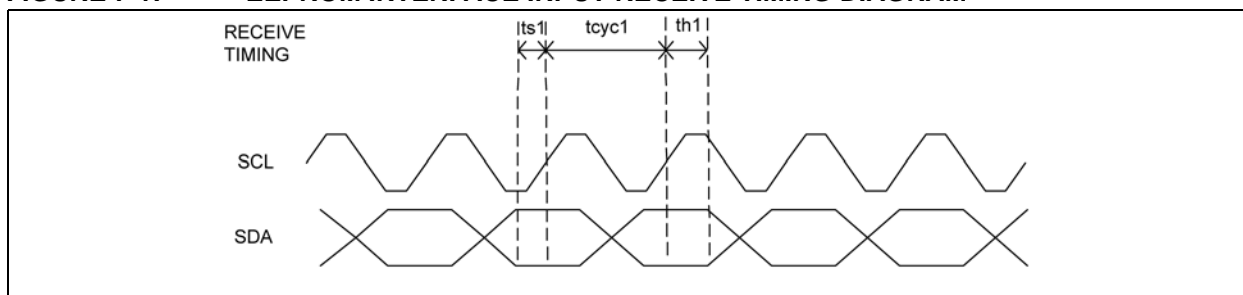 RECEIVE
TIMING
ts1
tcyc1
th1
SCL
SDA